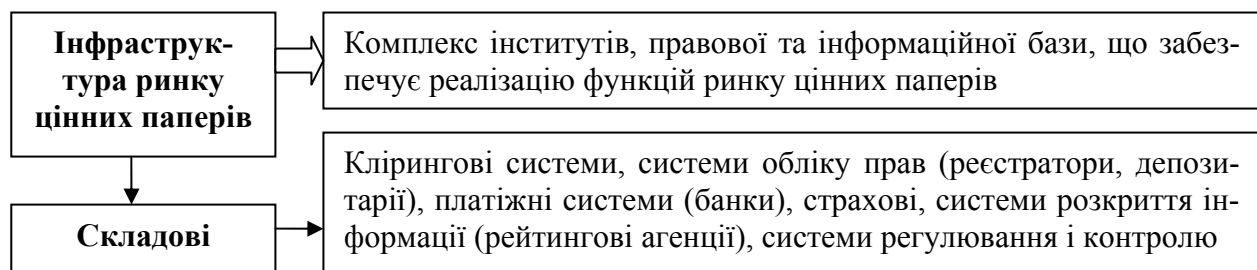 Інфраструк-
тура ринку
цінних паперів
Комплекс інститутів, правової та інформаційної бази, що забез-
печує реалізацію функцій ринку цінних паперів
Складові
Клірингові системи, системи обліку прав (реєстратори, депози-
тарії), платіжні системи (банки), страхові, системи розкриття ін-
формації (рейтингові агенції), системи регулювання і контролю